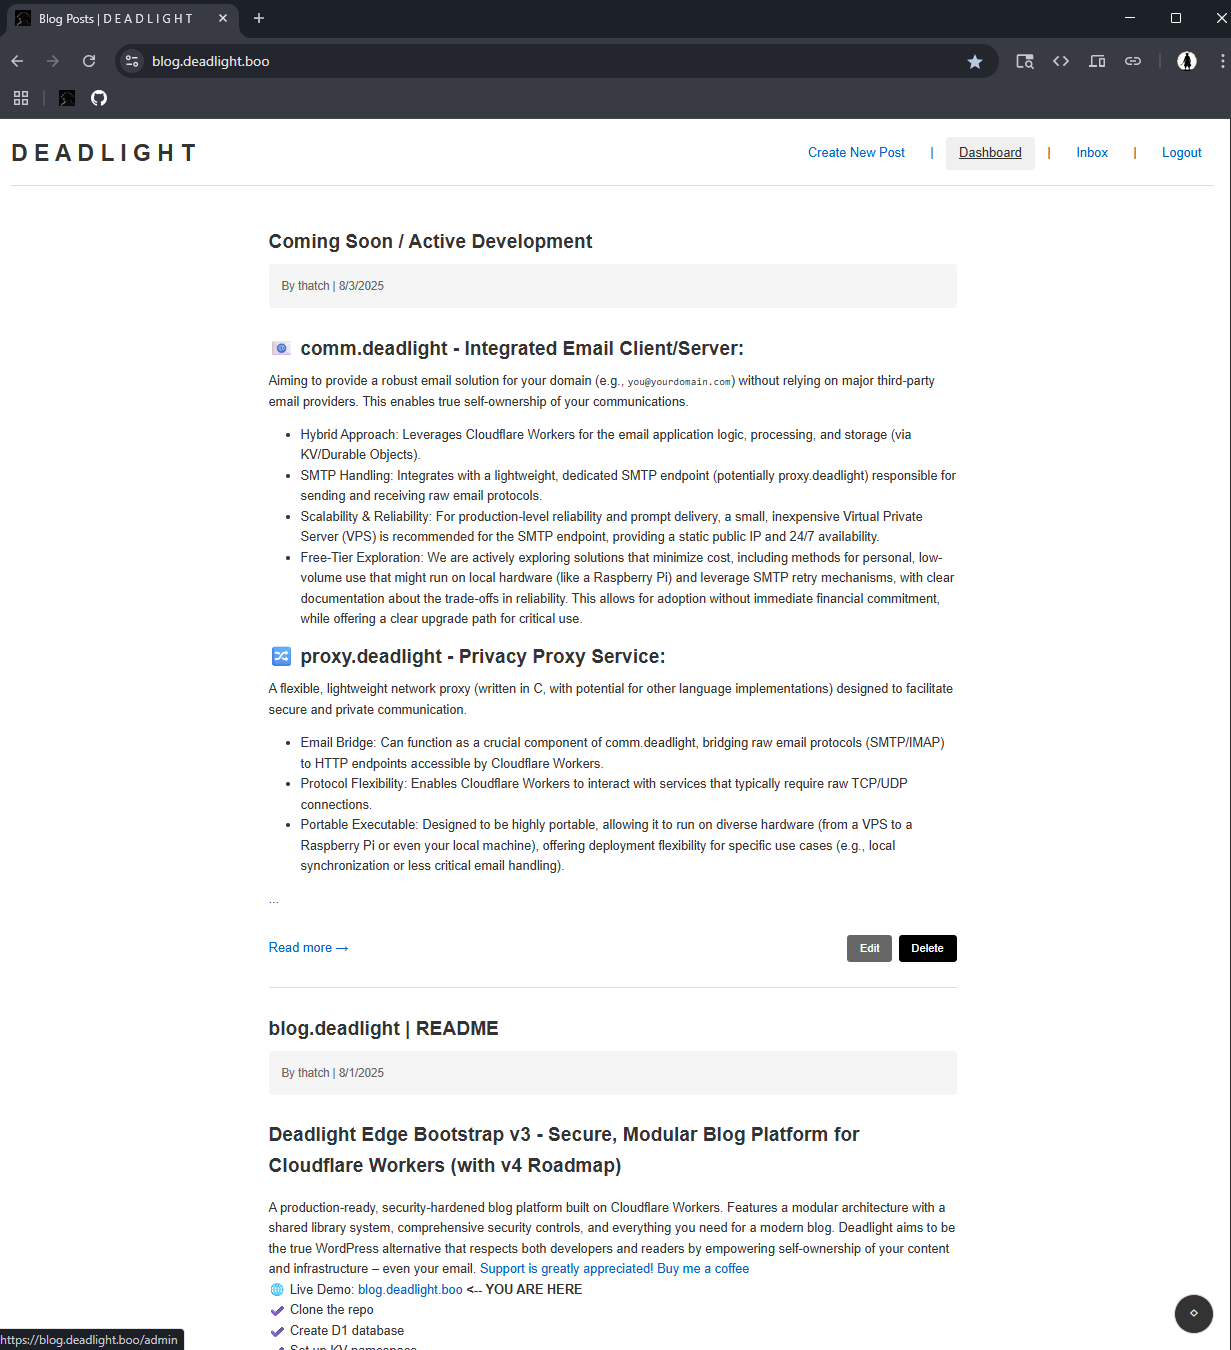 Blog Posts | D E A D L I G H T
blog.deadlight.boo
D E A D L I G H T
Create New Post | Dashboard | Inbox | Logout
Coming Soon / Active Development
By thatch | 8/3/2025
comm.deadlight - Integrated Email Client/Server:
Aiming to provide a robust email solution for your domain (e.g., you@yourdomain.com) without relying on major third-party
email providers. This enables true self-ownership of your communications.
• Hybrid Approach: Leverages Cloudflare Workers for the email application logic, processing, and storage (via
KV/Durable Objects).
• SMTP Handling: Integrates with a lightweight, dedicated SMTP endpoint (potentially proxy.deadlight) responsible for
sending and receiving raw email protocols.
• Scalability & Reliability: For production-level reliability and prompt delivery, a small, inexpensive Virtual Private
Server (VPS) is recommended for the SMTP endpoint, providing a static public IP and 24/7 availability.
• Free-Tier Exploration: We are actively exploring solutions that minimize cost, including methods for personal, low-
volume use that might run on local hardware (like a Raspberry Pi) and leverage SMTP retry mechanisms, with clear
documentation about the trade-offs in reliability. This allows for adoption without immediate financial commitment,
while offering a clear upgrade path for critical use.
proxy.deadlight - Privacy Proxy Service:
A flexible, lightweight network proxy (written in C, with potential for other language implementations) designed to facilitate
secure and private communication.
• Email Bridge: Can function as a crucial component of comm.deadlight, bridging raw email protocols (SMTP/IMAP)
to HTTP endpoints accessible by Cloudflare Workers.
• Protocol Flexibility: Enables Cloudflare Workers to interact with services that typically require raw TCP/UDP
connections.
• Portable Executable: Designed to be highly portable, allowing it to run on diverse hardware (from a VPS to a
Raspberry Pi or even your local machine), offering deployment flexibility for specific use cases (e.g., local
synchronization or less critical email handling).
...
Read more →
Edit Delete
blog.deadlight | README
By thatch | 8/1/2025
Deadlight Edge Bootstrap v3 - Secure, Modular Blog Platform for
Cloudflare Workers (with v4 Roadmap)
A production-ready, security-hardened blog platform built on Cloudflare Workers. Features a modular architecture with a
shared library system, comprehensive security controls, and everything you need for a modern blog. Deadlight aims to be
the true WordPress alternative that respects both developers and readers by empowering self-ownership of your content
and infrastructure – even your email. Support is greatly appreciated! Buy me a coffee
Live Demo: blog.deadlight.boo <-- YOU ARE HERE
Clone the repo
Create D1 database
Set up KV namespace
https://blog.deadlight.boo/admin